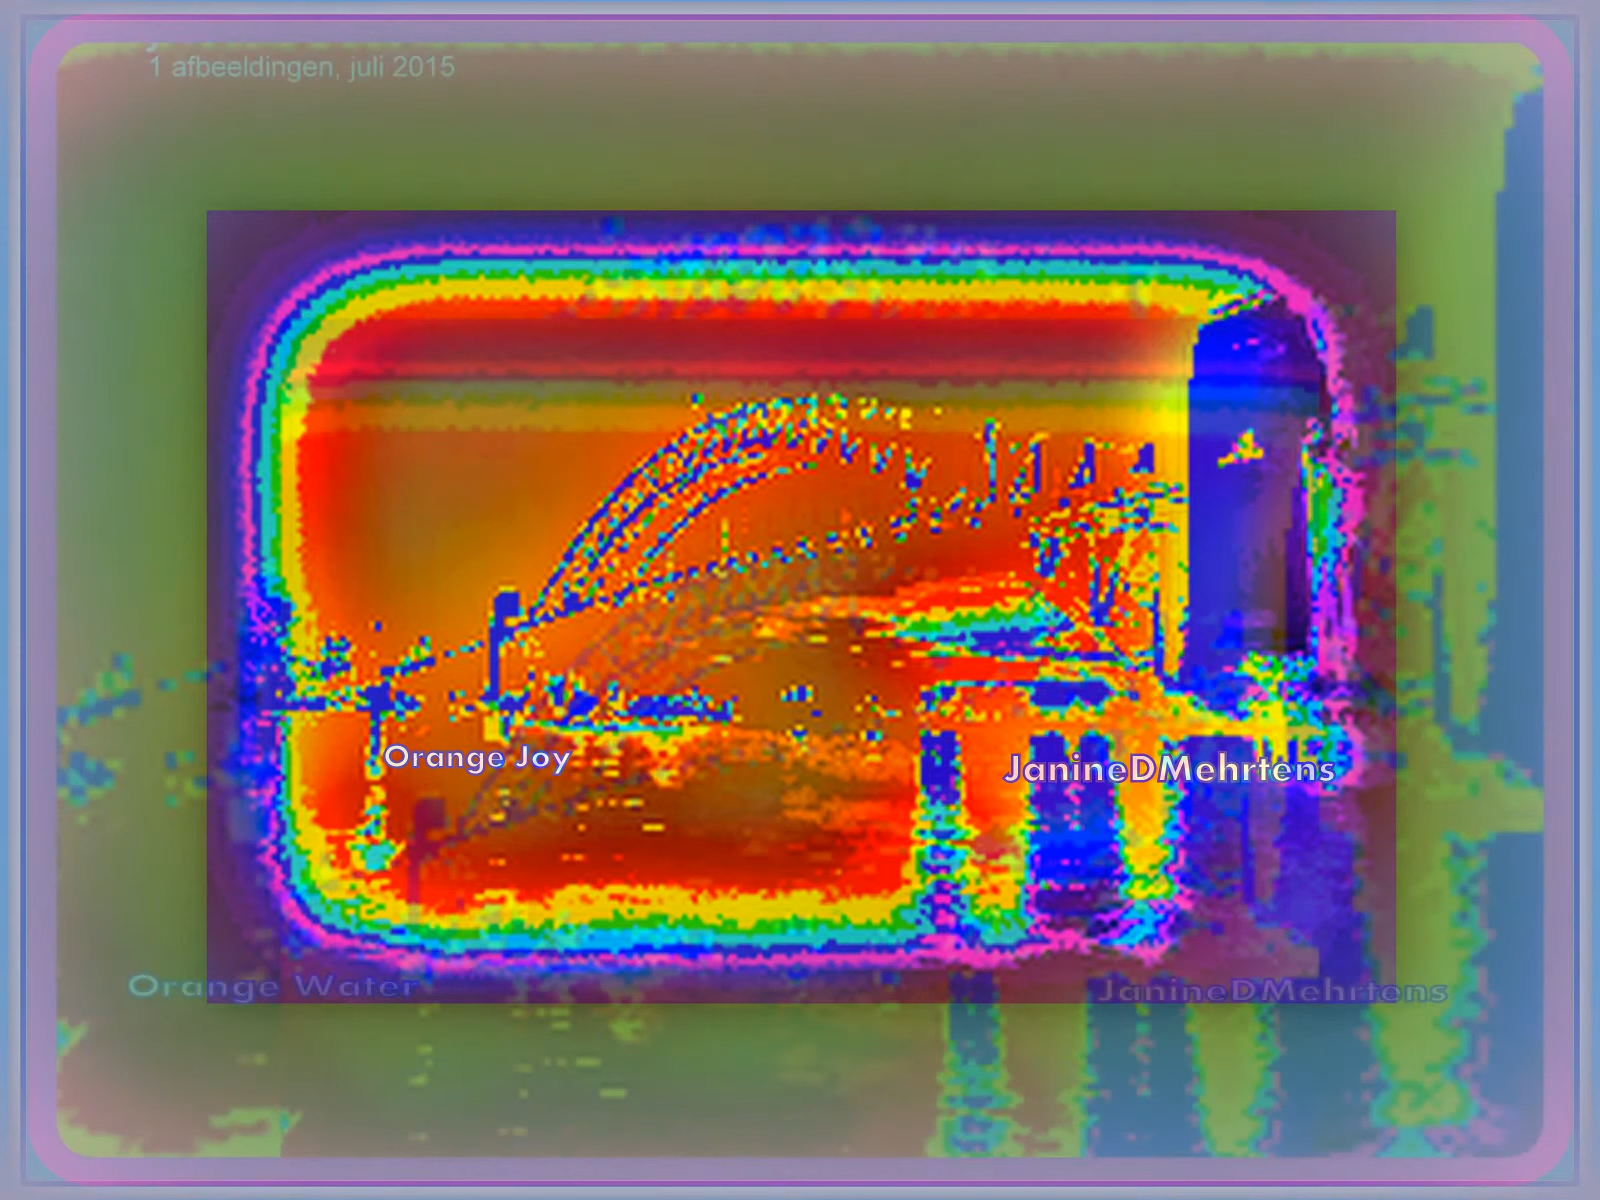 1 afbeeldingen, juli 2015
Orange Joy
JanineDMehrtens
Orange Water
JanineDMehrtens